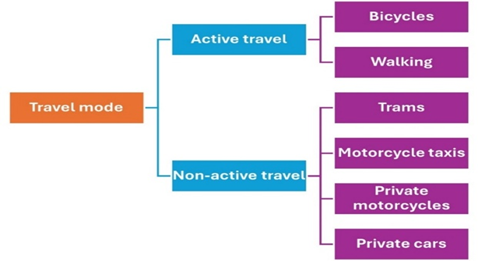 Travel mode
Active travel
Bicycles
Walking
Non-active travel
Trams
Motorcycle taxis
Private
motorcycles
Private cars